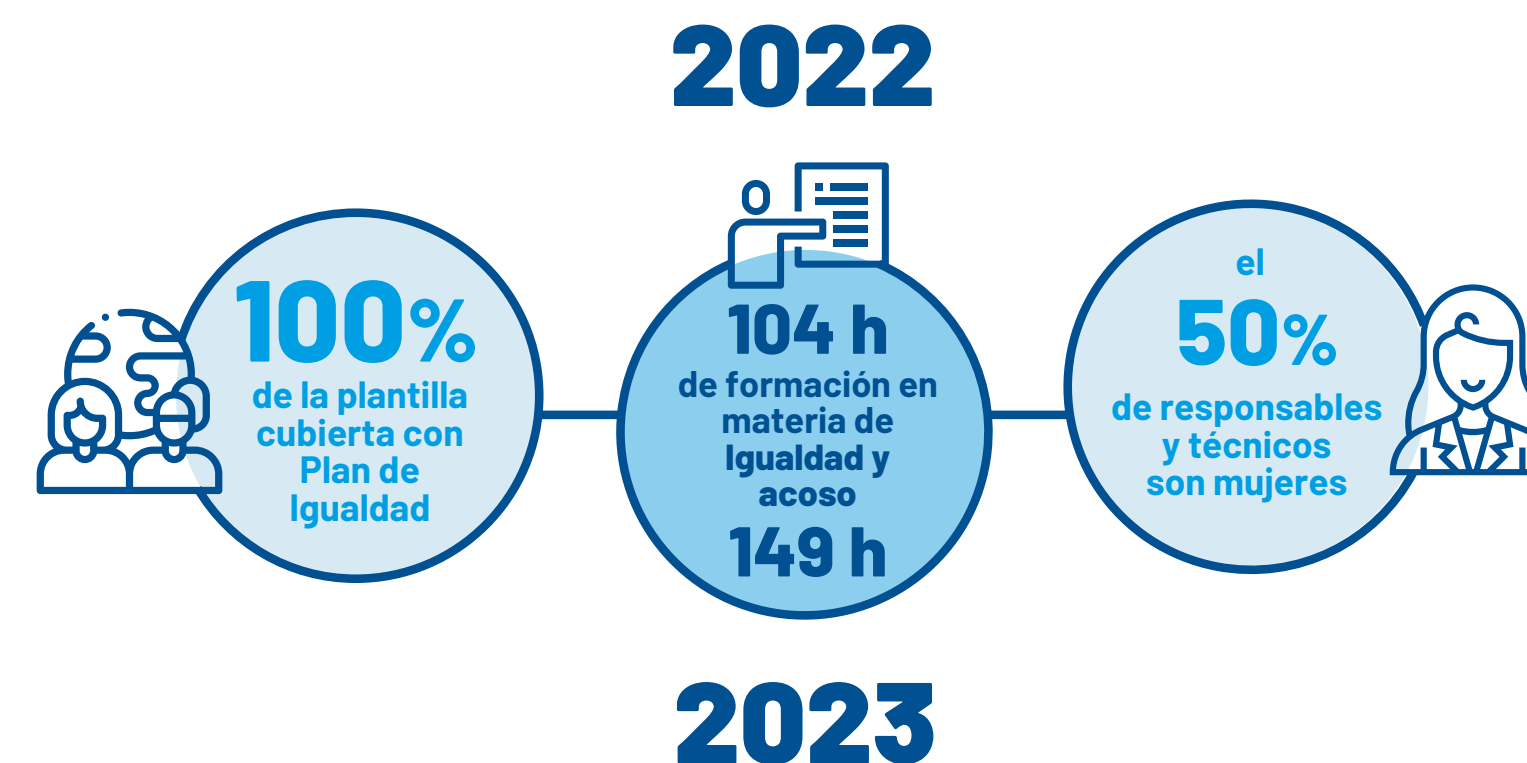 2022
100%
de la plantilla
cubierta con
Plan de
Igualdad
104 h
de formación en
materia de
Igualdad y
acoso
149 h
el
50%
de responsables
y técnicos
son mujeres
2023